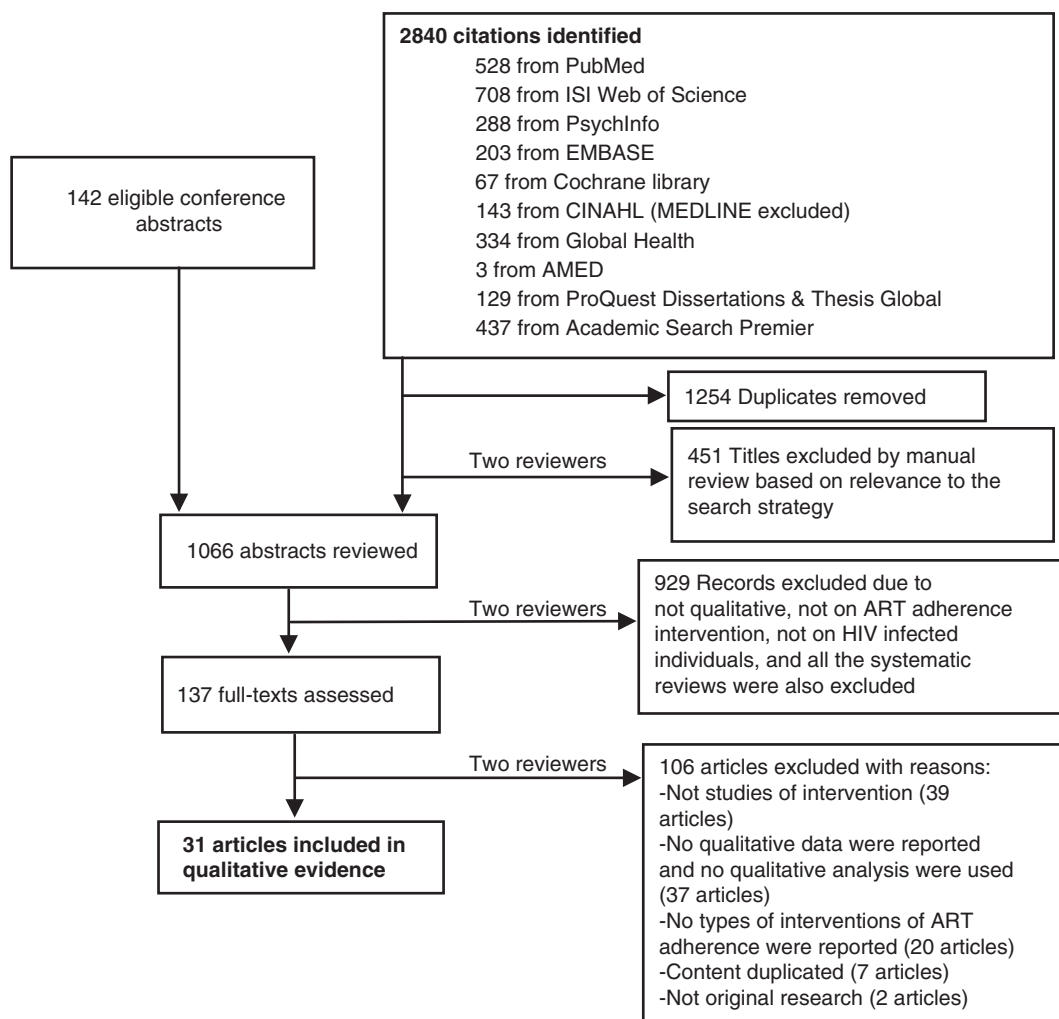 2840 citations identified
528 from PubMed
708 from ISI Web of Science
288 from PsychInfo
203 from EMBASE
67 from Cochrane library
143 from CINAHL (MEDLINE excluded)
334 from Global Health
3 from AMED
129 from ProQuest Dissertations & Thesis Global
437 from Academic Search Premier
142 eligible conference
abstracts
1254 Duplicates removed
Two reviewers
451 Titles excluded by manual
review based on relevance to the
search strategy
1066 abstracts reviewed
Two reviewers
929 Records excluded due to
not qualitative, not on ART adherence
intervention, not on HIV infected
individuals, and all the systematic
reviews were also excluded
137 full-texts assessed
Two reviewers
106 articles excluded with reasons:
-Not studies of intervention (39
articles)
-No qualitative data were reported
and no qualitative analysis were used
(37 articles)
-No types of interventions of ART
adherence were reported (20 articles)
-Content duplicated (7 articles)
-Not original research (2 articles)
31 articles included in
qualitative evidence